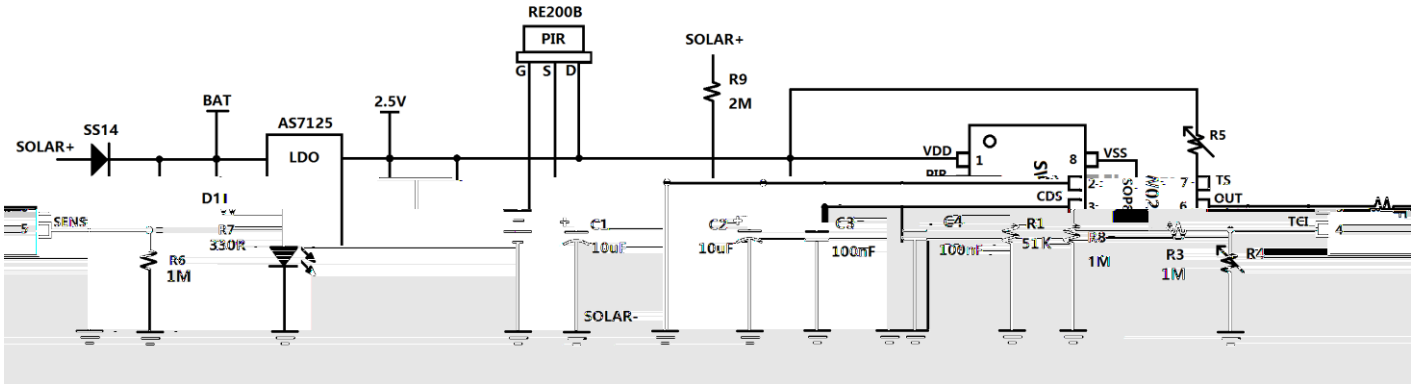 RE200B
PIR
G S D
SOLAR+
R9
2M
BAT
2.5V
SS14
AS7125
SOLAR+
LDO
R5
VDD
1
8
VSS
2
7
TS
CDS
3
6
OUT
D1
SENS
5
R7
330R
C1
10uF
C2
10uF
C3
100nF
C4
100nF
R1
51K
R8
1M
R3
1M
TCI
4
R4
R6
1M
SOLAR-